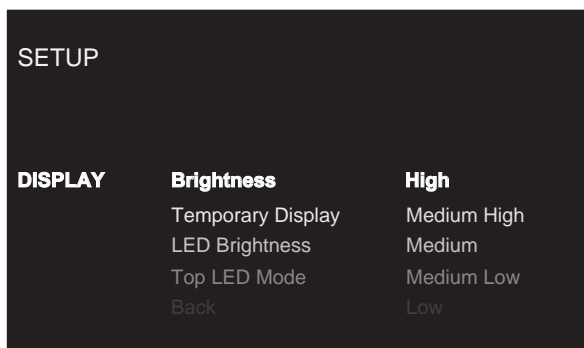 SETUP
DISPLAY Brightness High
Temporary Display Medium High
LED Brightness Medium
Top LED Mode Medium Low
Back Low